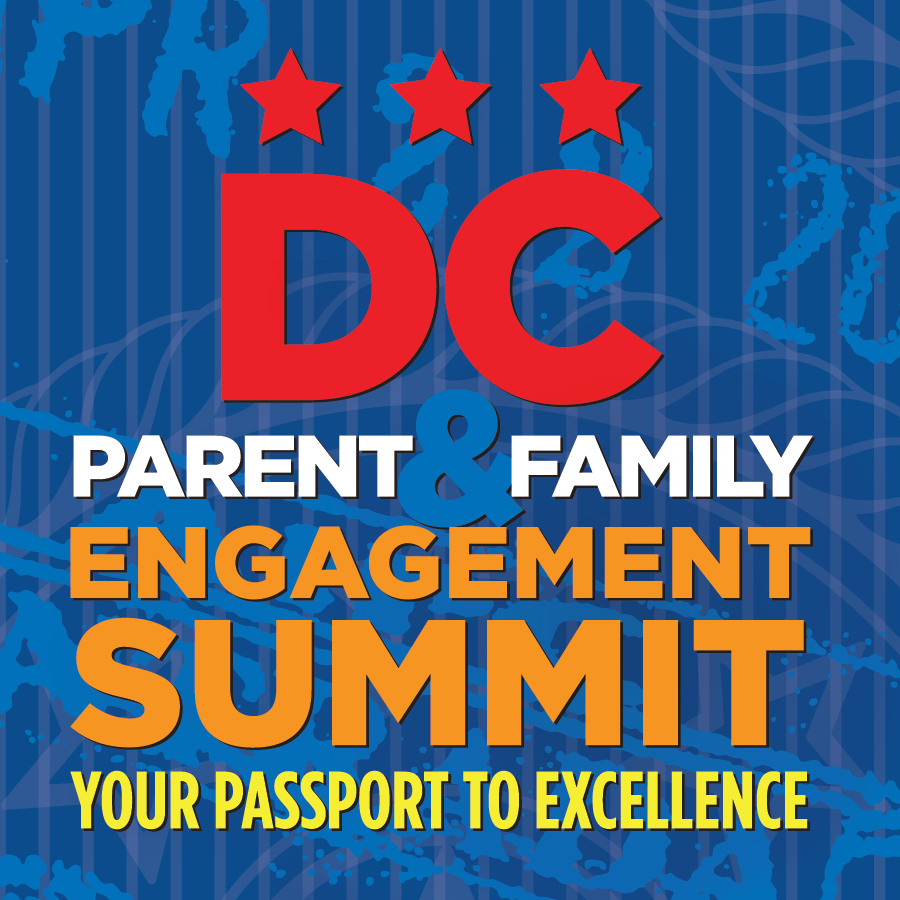 DC
PARENT & FAMILY
ENGAGEMENT
SUMMIT
YOUR PASSPORT TO EXCELLENCE